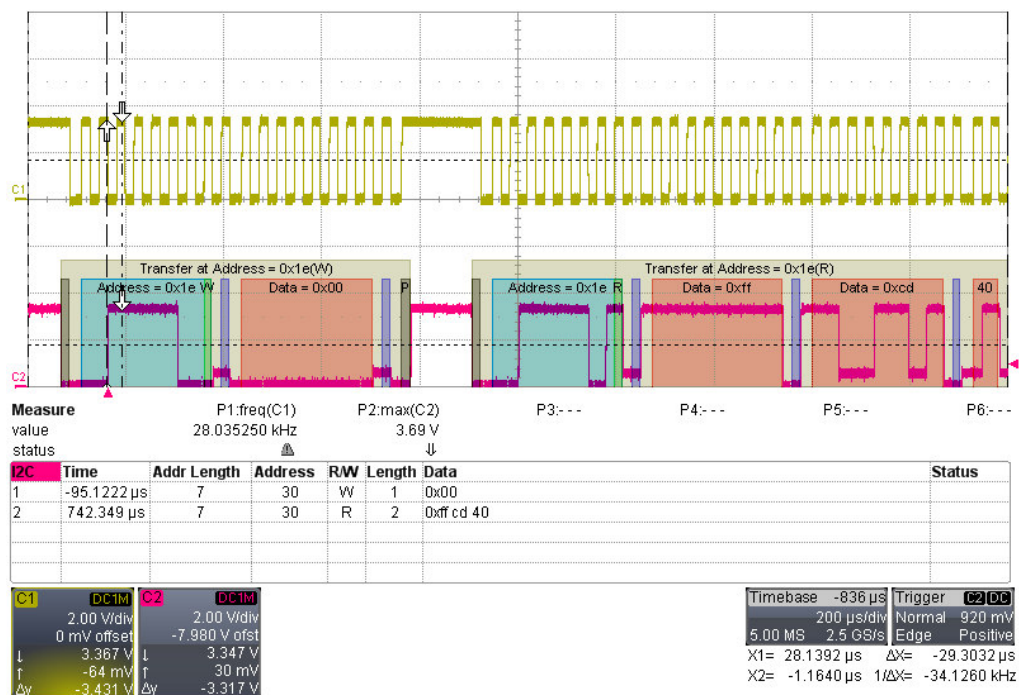 C1
Transfer at Address = 0x1e(W) Transfer at Address = 0x1e(R)
Address = 0x1e W Data = 0x00 P Address = 0x1e R Data = 0xff Data = 0xcd 40
C2
Measure P1:freq(C1) P2:max(C2) P3:--- P4:--- P5:--- P6:---
value 28.035250 kHz 3.69 V
status
I2C Time Addr Length Address R/W Length Data Status
1 -95.1222 µs 7 30 W 1 0x00
2 742.349 µs 7 30 R 2 0xff cd 40
C1 DC1M C2 DC1M Timebase -836 µs Trigger C2 DC
2.00 V/div 2.00 V/div 200 µs/div Normal 920 mV
0 mV offset -7.980 V ofst 5.00 MS 2.5 GS/s Edge Positive
↓ 3.367 V ↓ 3.347 V X1= 28.1392 µs ΔX= -29.3032 µs
↑ -64 mV ↑ 30 mV X2= -1.1640 µs 1/ΔX= -34.1260 kHz
Δy -3.431 V Δy -3.317 V